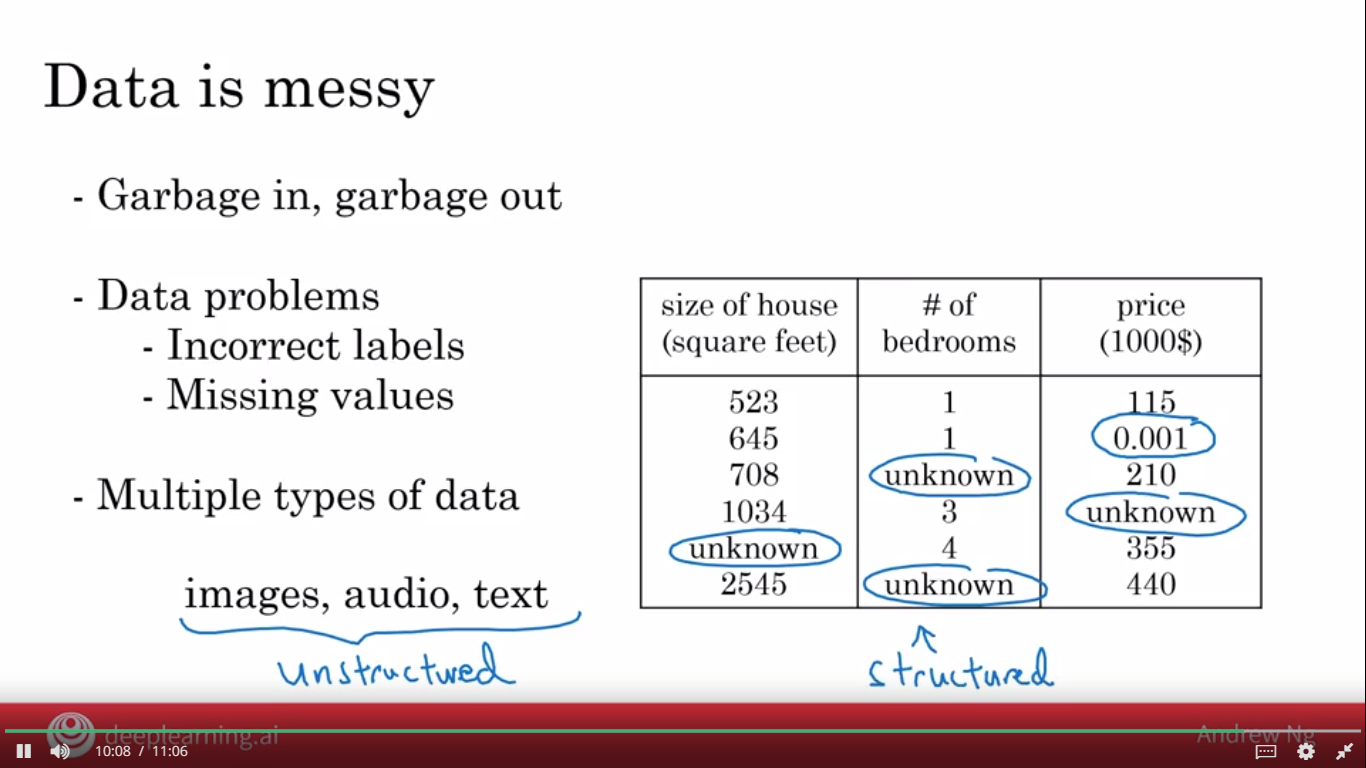 Data is messy
- Garbage in, garbage out
- Data problems
- Incorrect labels
- Missing values
- Multiple types of data
images, audio, text
unstructured
size of house # of price
(square feet) bedrooms (1000$)
523 1 115
645 1 0.001
708 unknown 210
1034 3 unknown
unknown 4 355
2545 unknown 440
structured
deeplearning.ai Andrew Ng
10:08 / 11:06